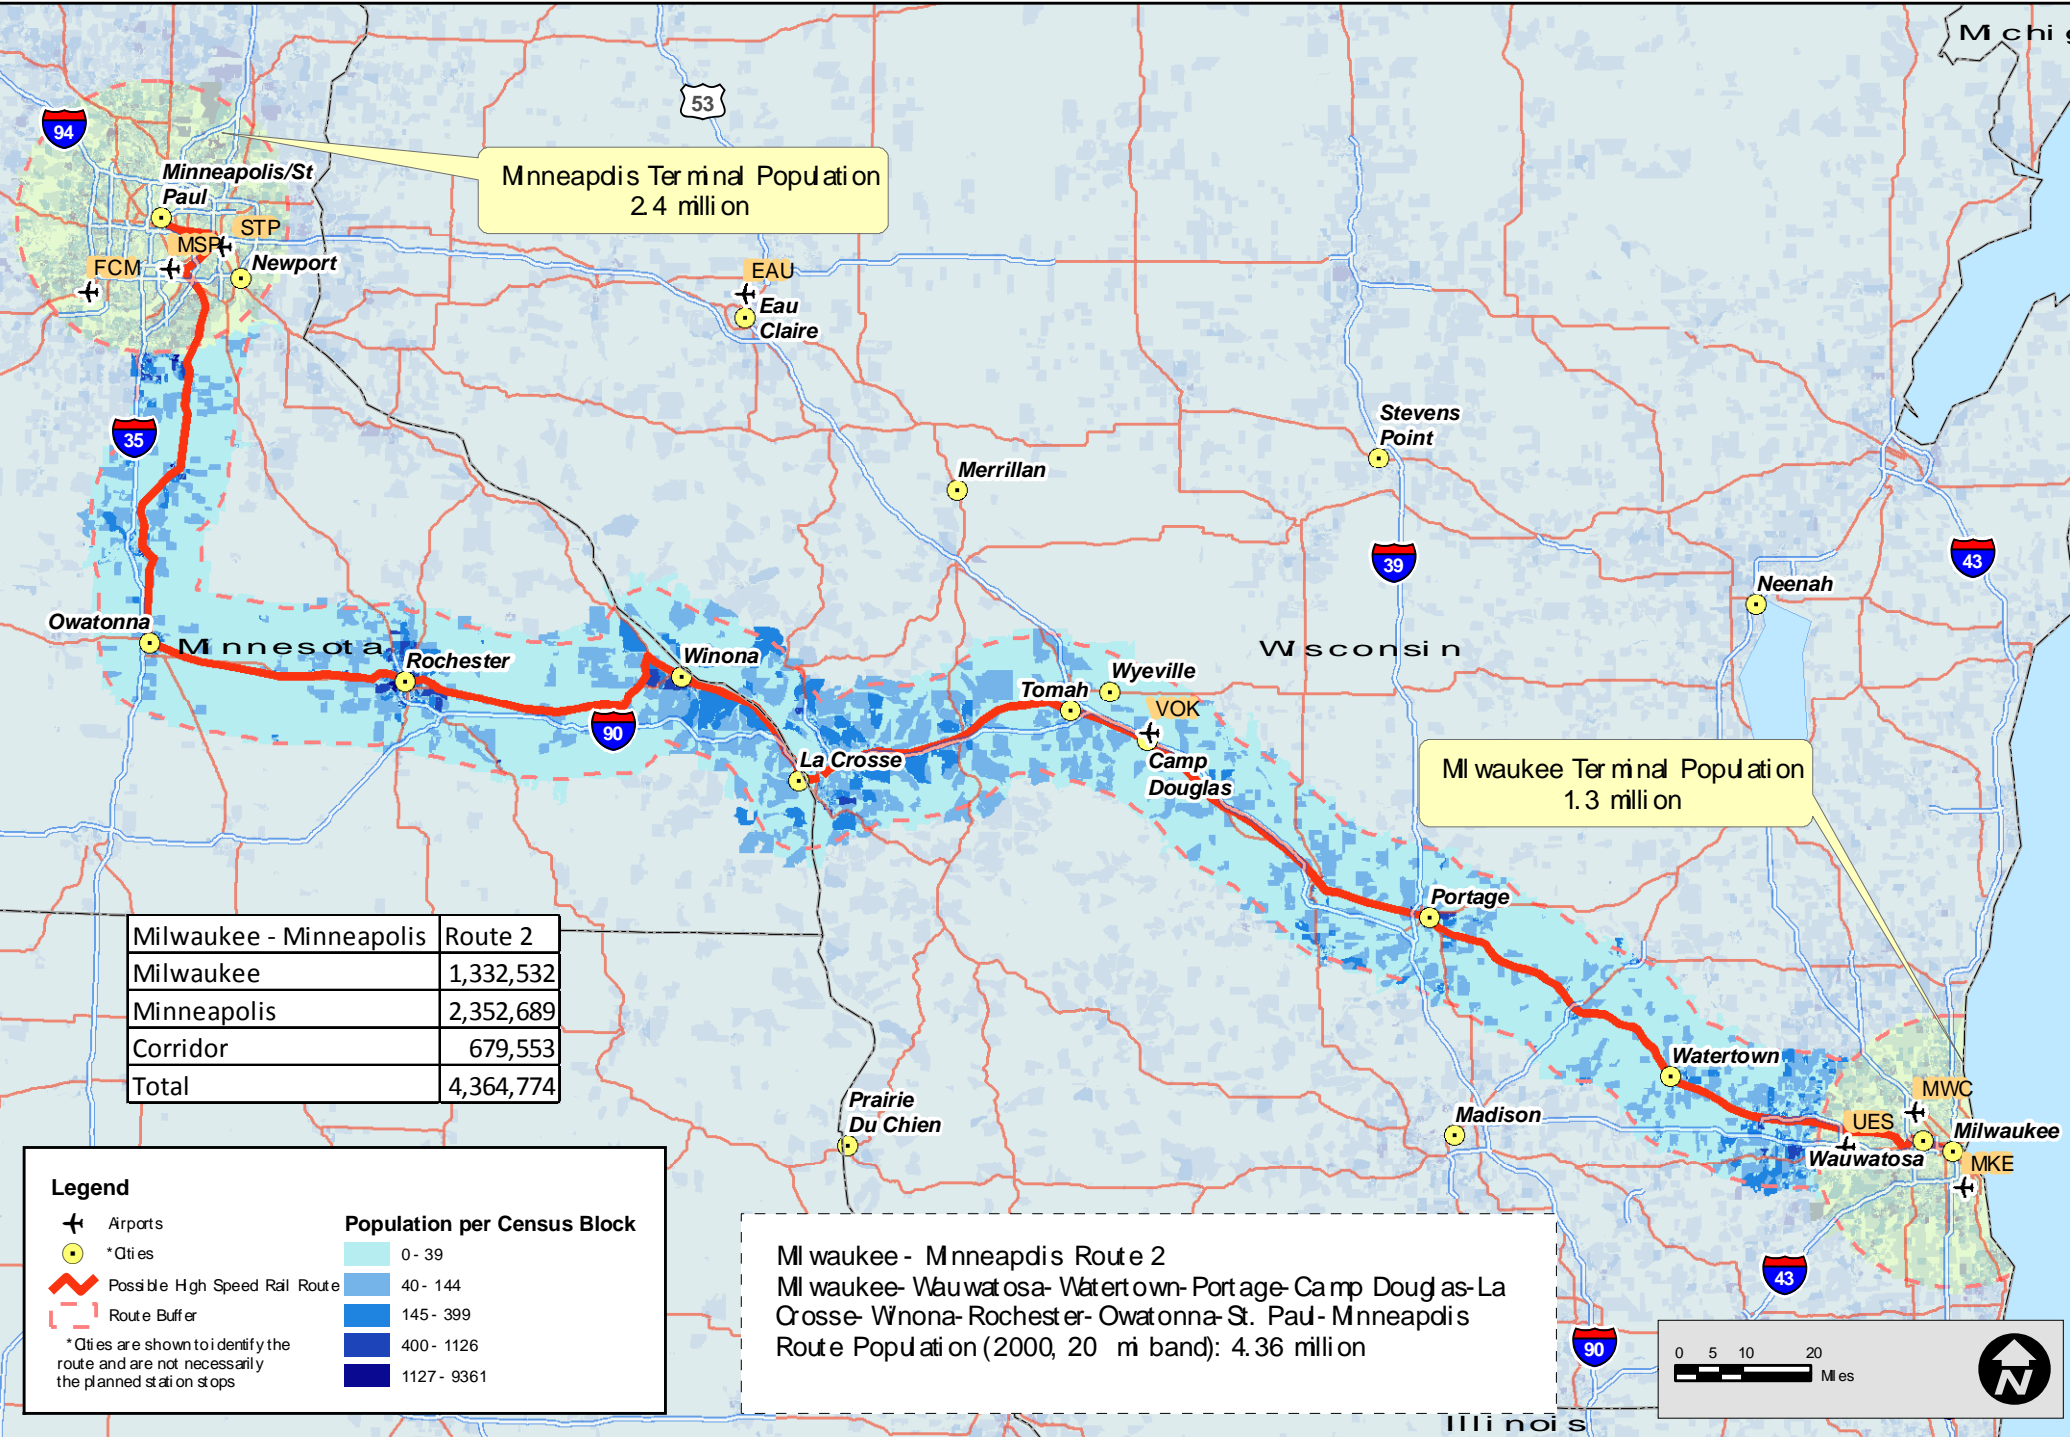 Michig
53
94
Minneapolis/St
Paul
Minneapolis Terminal Population
2.4 million
STP
MSP
FCM
Newport
EAU
Eau
Claire
35
Stevens
Point
Merrillan
39
43
Neenah
Owatonna
Minnesota
Rochester
Winona
Wisconsin
Wyeville
Tomah
VOK
90
La Crosse
Camp
Douglas
Milwaukee Terminal Population
1.3 million
Portage
Milwaukee - Minneapolis Route 2
Milwaukee 1,332,532
Minneapolis 2,352,689
Corridor 679,553
Total 4,364,774
Watertown
Prairie
Du Chien
Madison
MWC
UES
Milwaukee
Wauwatosa
MKE
43
90
Legend
Airports
*Cities
Possible High Speed Rail Route
Route Buffer
*Cities are shown to identify the
route and are not necessarily
the planned station stops
Population per Census Block
0 - 39
40 - 144
145 - 399
400 - 1126
1127 - 9361
Milwaukee - Minneapolis Route 2
Milwaukee- Wauwatosa- Watertown-Portage-Camp Douglas-La
Crosse- Winona-Rochester-Owatonna-St. Paul-Minneapolis
Route Population (2000, 20 mi band): 4.36 million
0 5 10 20
Miles
N
Illinois